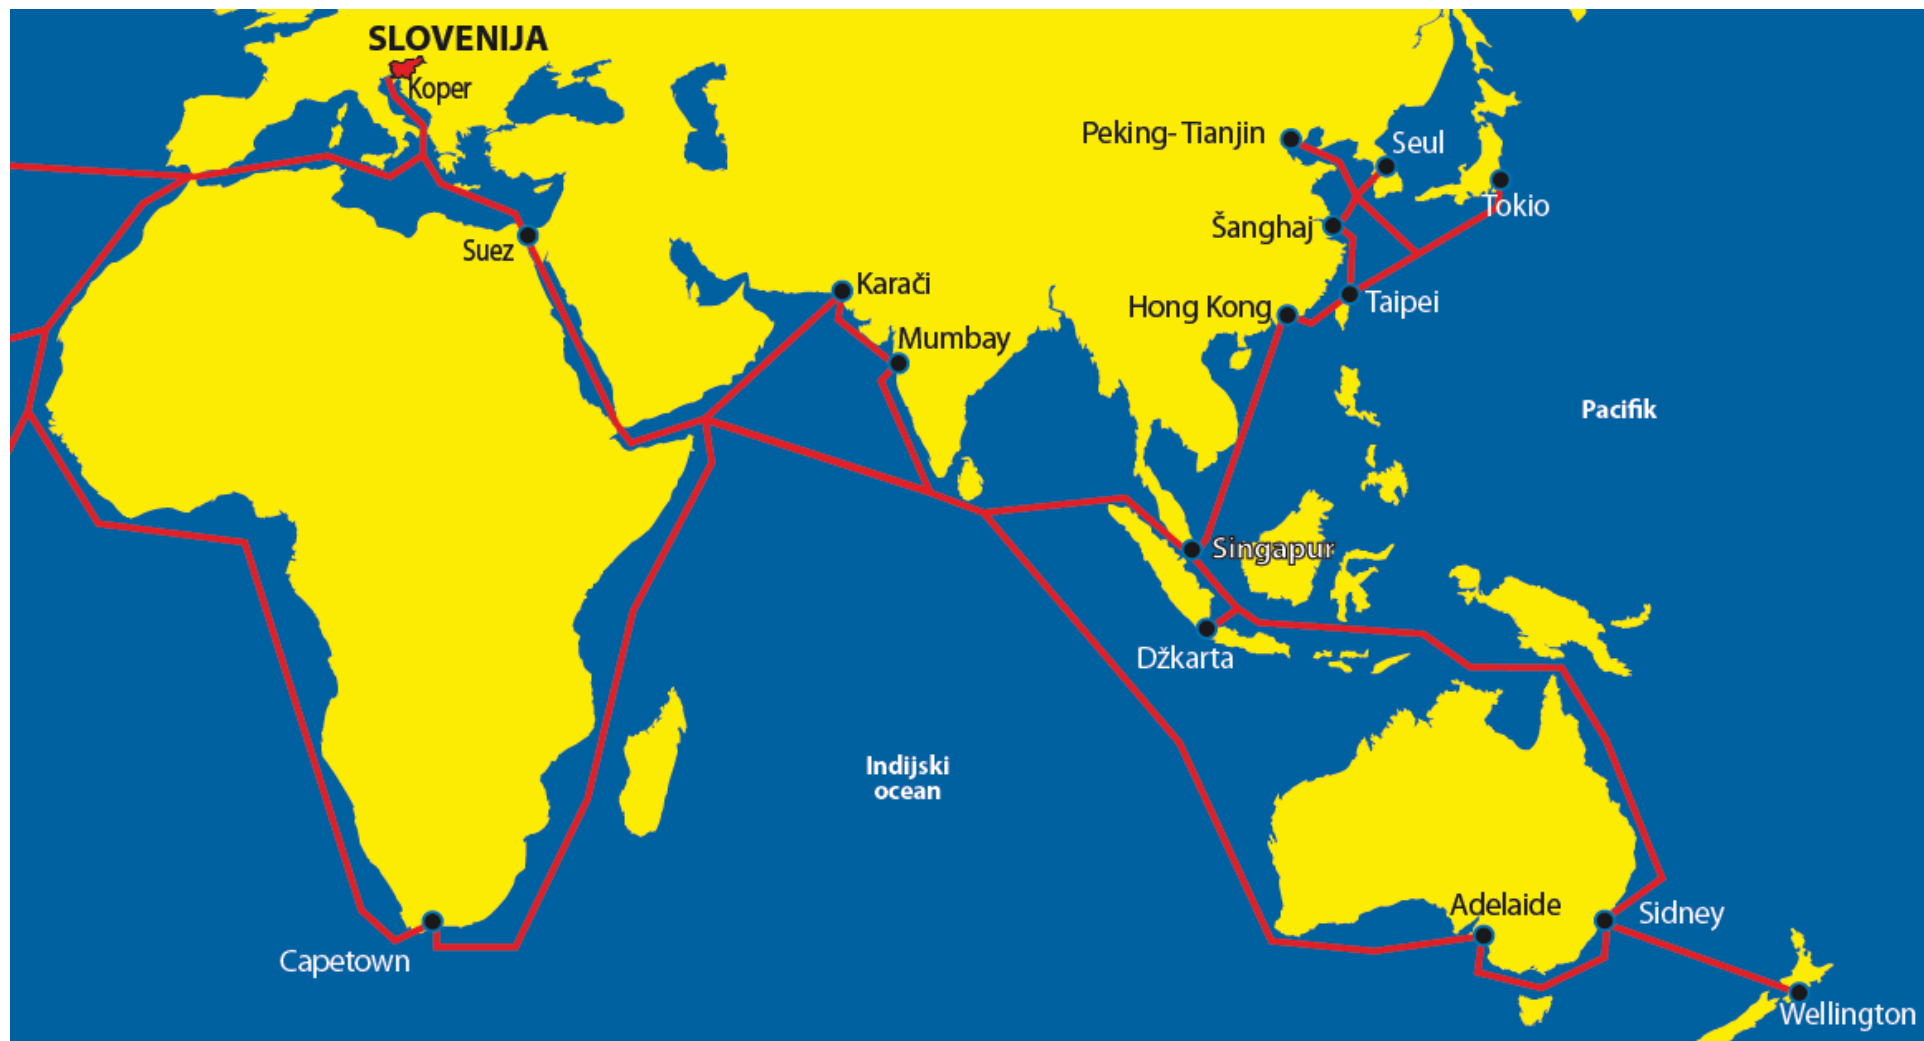 SLOVENIJA
Koper
Peking-Tianjin
Seul
Tokio
Šanghaj
Suez
Karači
Hong Kong
Taipei
Mumbay
Pacifik
Singapur
Džkarta
Indijski
ocean
Adelaide
Sidney
Capetown
Wellington